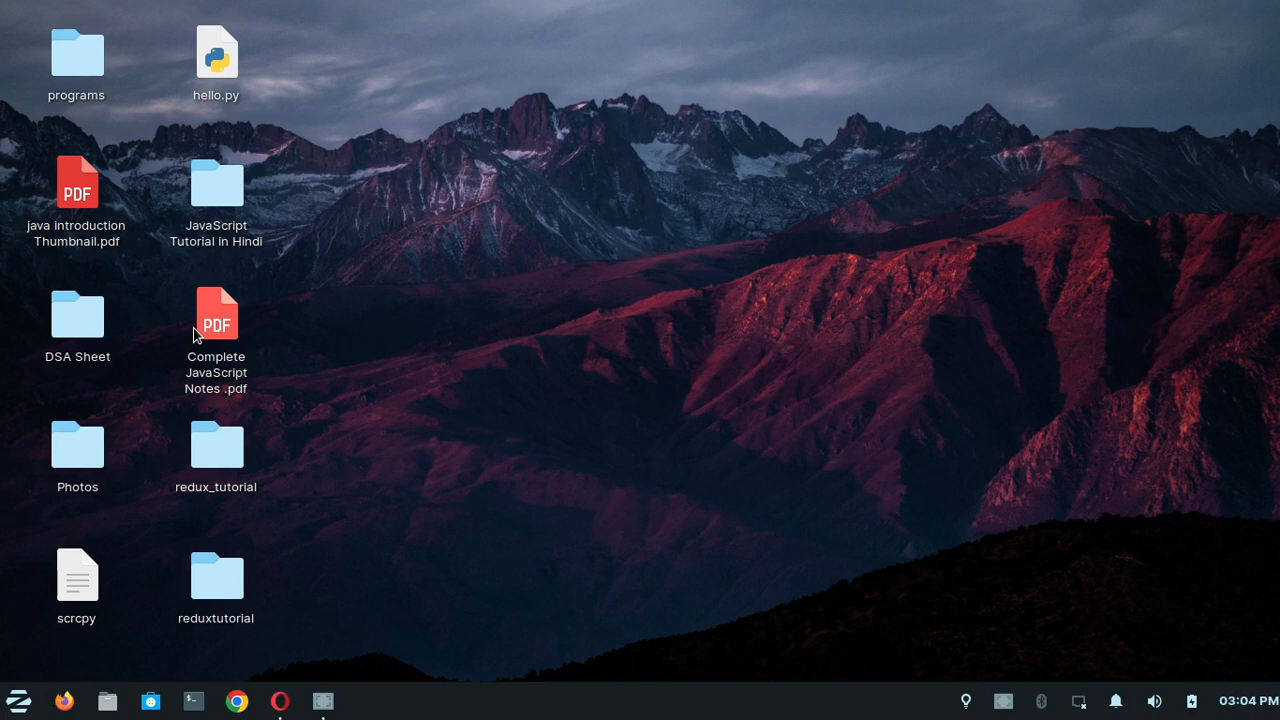 programs
hello.py
PDF
java introduction
Thumbnail.pdf
JavaScript
Tutorial in Hindi
DSA Sheet
PDF
Complete
JavaScript
Notes .pdf
Photos
redux_tutorial
scrcpy
reduxtutorial
03:04 PM